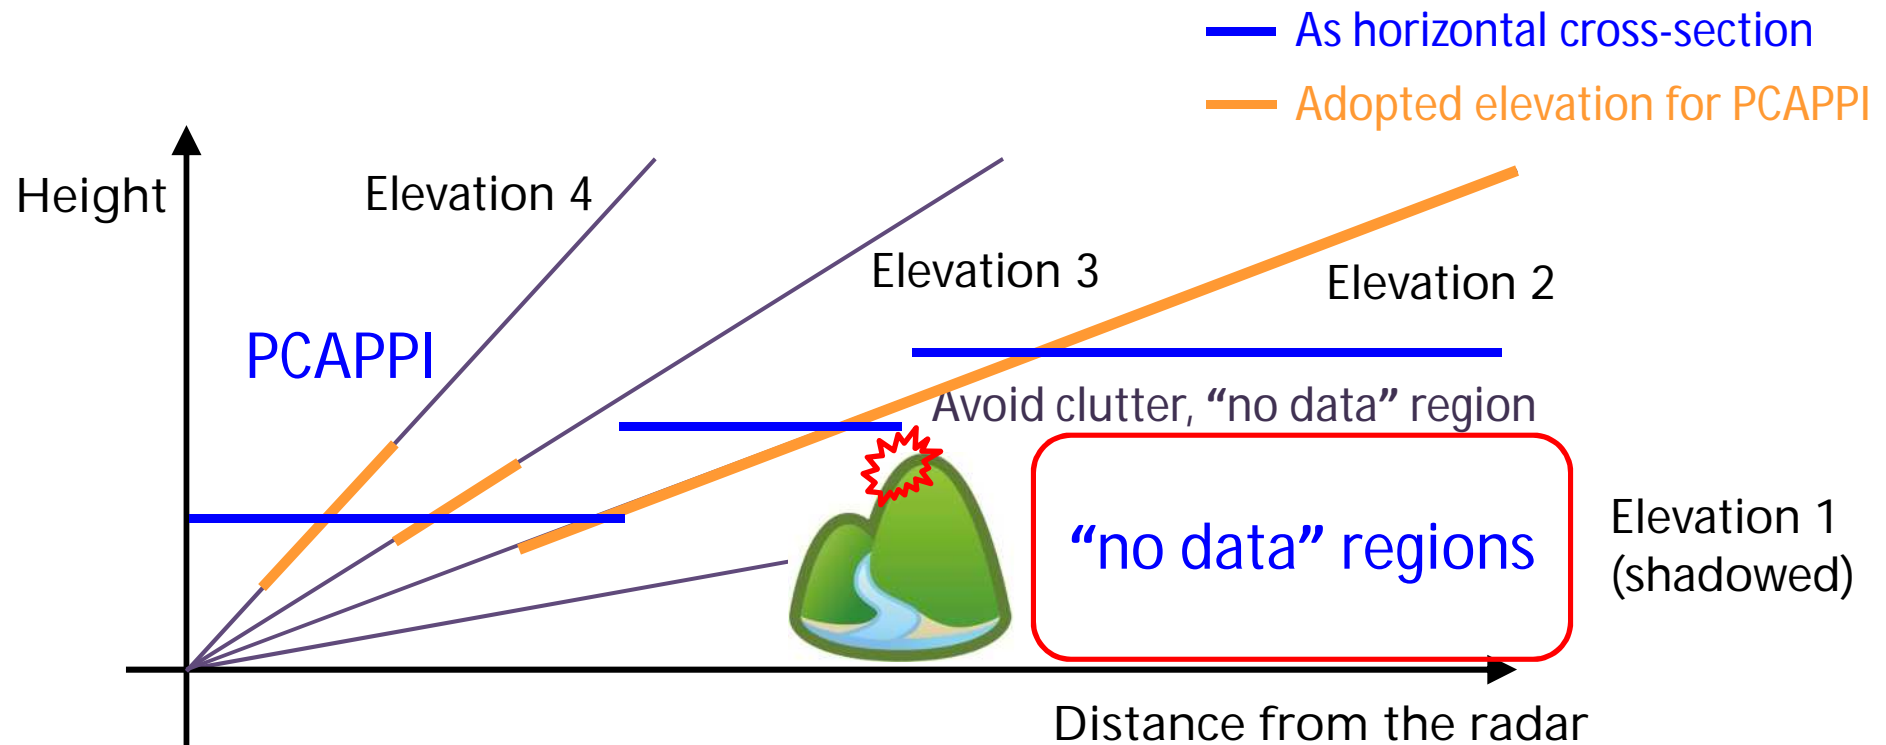 As horizontal cross-section
Adopted elevation for PCAPPI
Height
Elevation 4
Elevation 3
Elevation 2
PCAPPI
Avoid clutter, “no data” region
“no data” regions
Elevation 1
(shadowed)
Distance from the radar